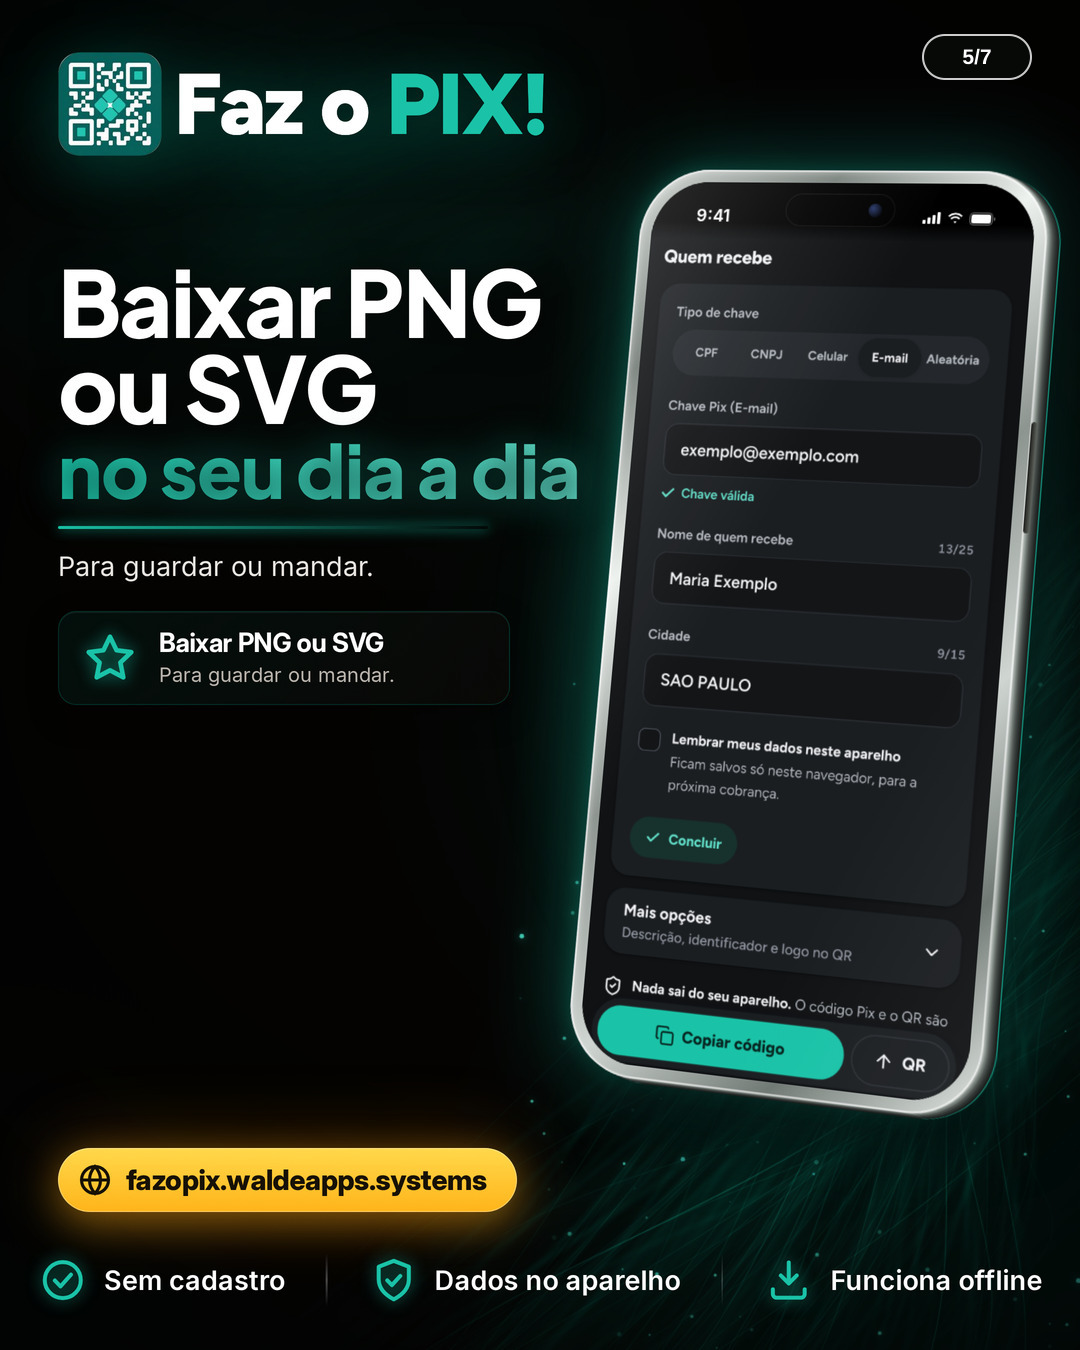 Faz o PIX!
5/7
Baixar PNG
ou SVG
no seu dia a dia
Para guardar ou mandar.
Baixar PNG ou SVG
Para guardar ou mandar.
9:41
Quem recebe
Tipo de chave
CPF CNPJ Celular E-mail Aleatória
Chave Pix (E-mail)
exemplo@exemplo.com
Chave válida
Nome de quem recebe 13/25
Maria Exemplo
Cidade 9/15
SAO PAULO
Lembrar meus dados neste aparelho
Ficam salvos só neste navegador, para a
próxima cobrança.
Concluir
Mais opções
Descrição, identificador e logo no QR
Nada sai do seu aparelho. O código Pix e o QR são
Copiar código
QR
fazopix.waldeapps.systems
Sem cadastro
Dados no aparelho
Funciona offline